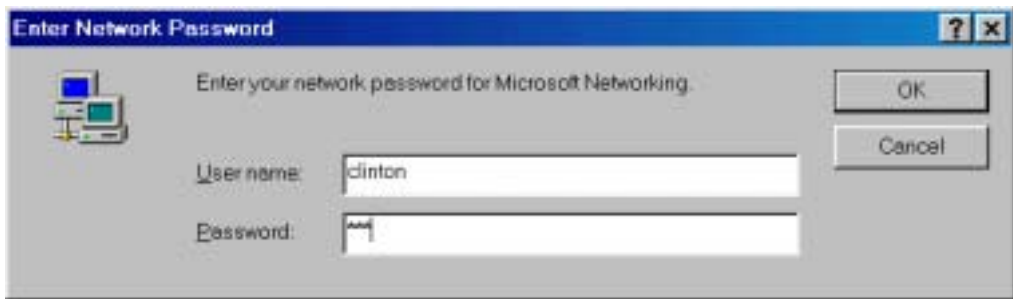 Enter Network Password
? ×
Enter your network password for Microsoft Networking.
OK
Cancel
User name: clinton
Password: ***